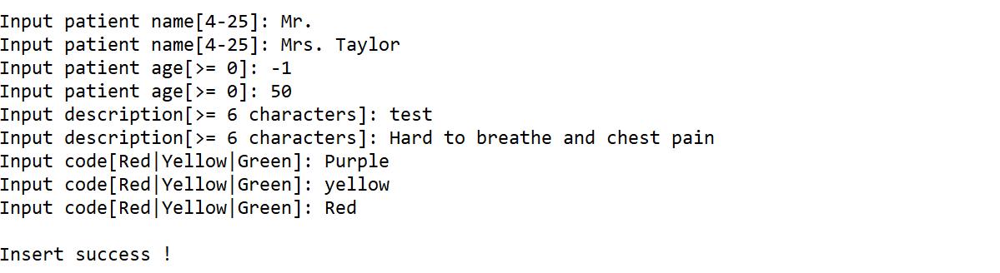 Input patient name[4-25]: Mr.
Input patient name[4-25]: Mrs. Taylor
Input patient age[>= 0]: -1
Input patient age[>= 0]: 50
Input description[>= 6 characters]: test
Input description[>= 6 characters]: Hard to breathe and chest pain
Input code[Red|Yellow|Green]: Purple
Input code[Red|Yellow|Green]: yellow
Input code[Red|Yellow|Green]: Red
Insert success !